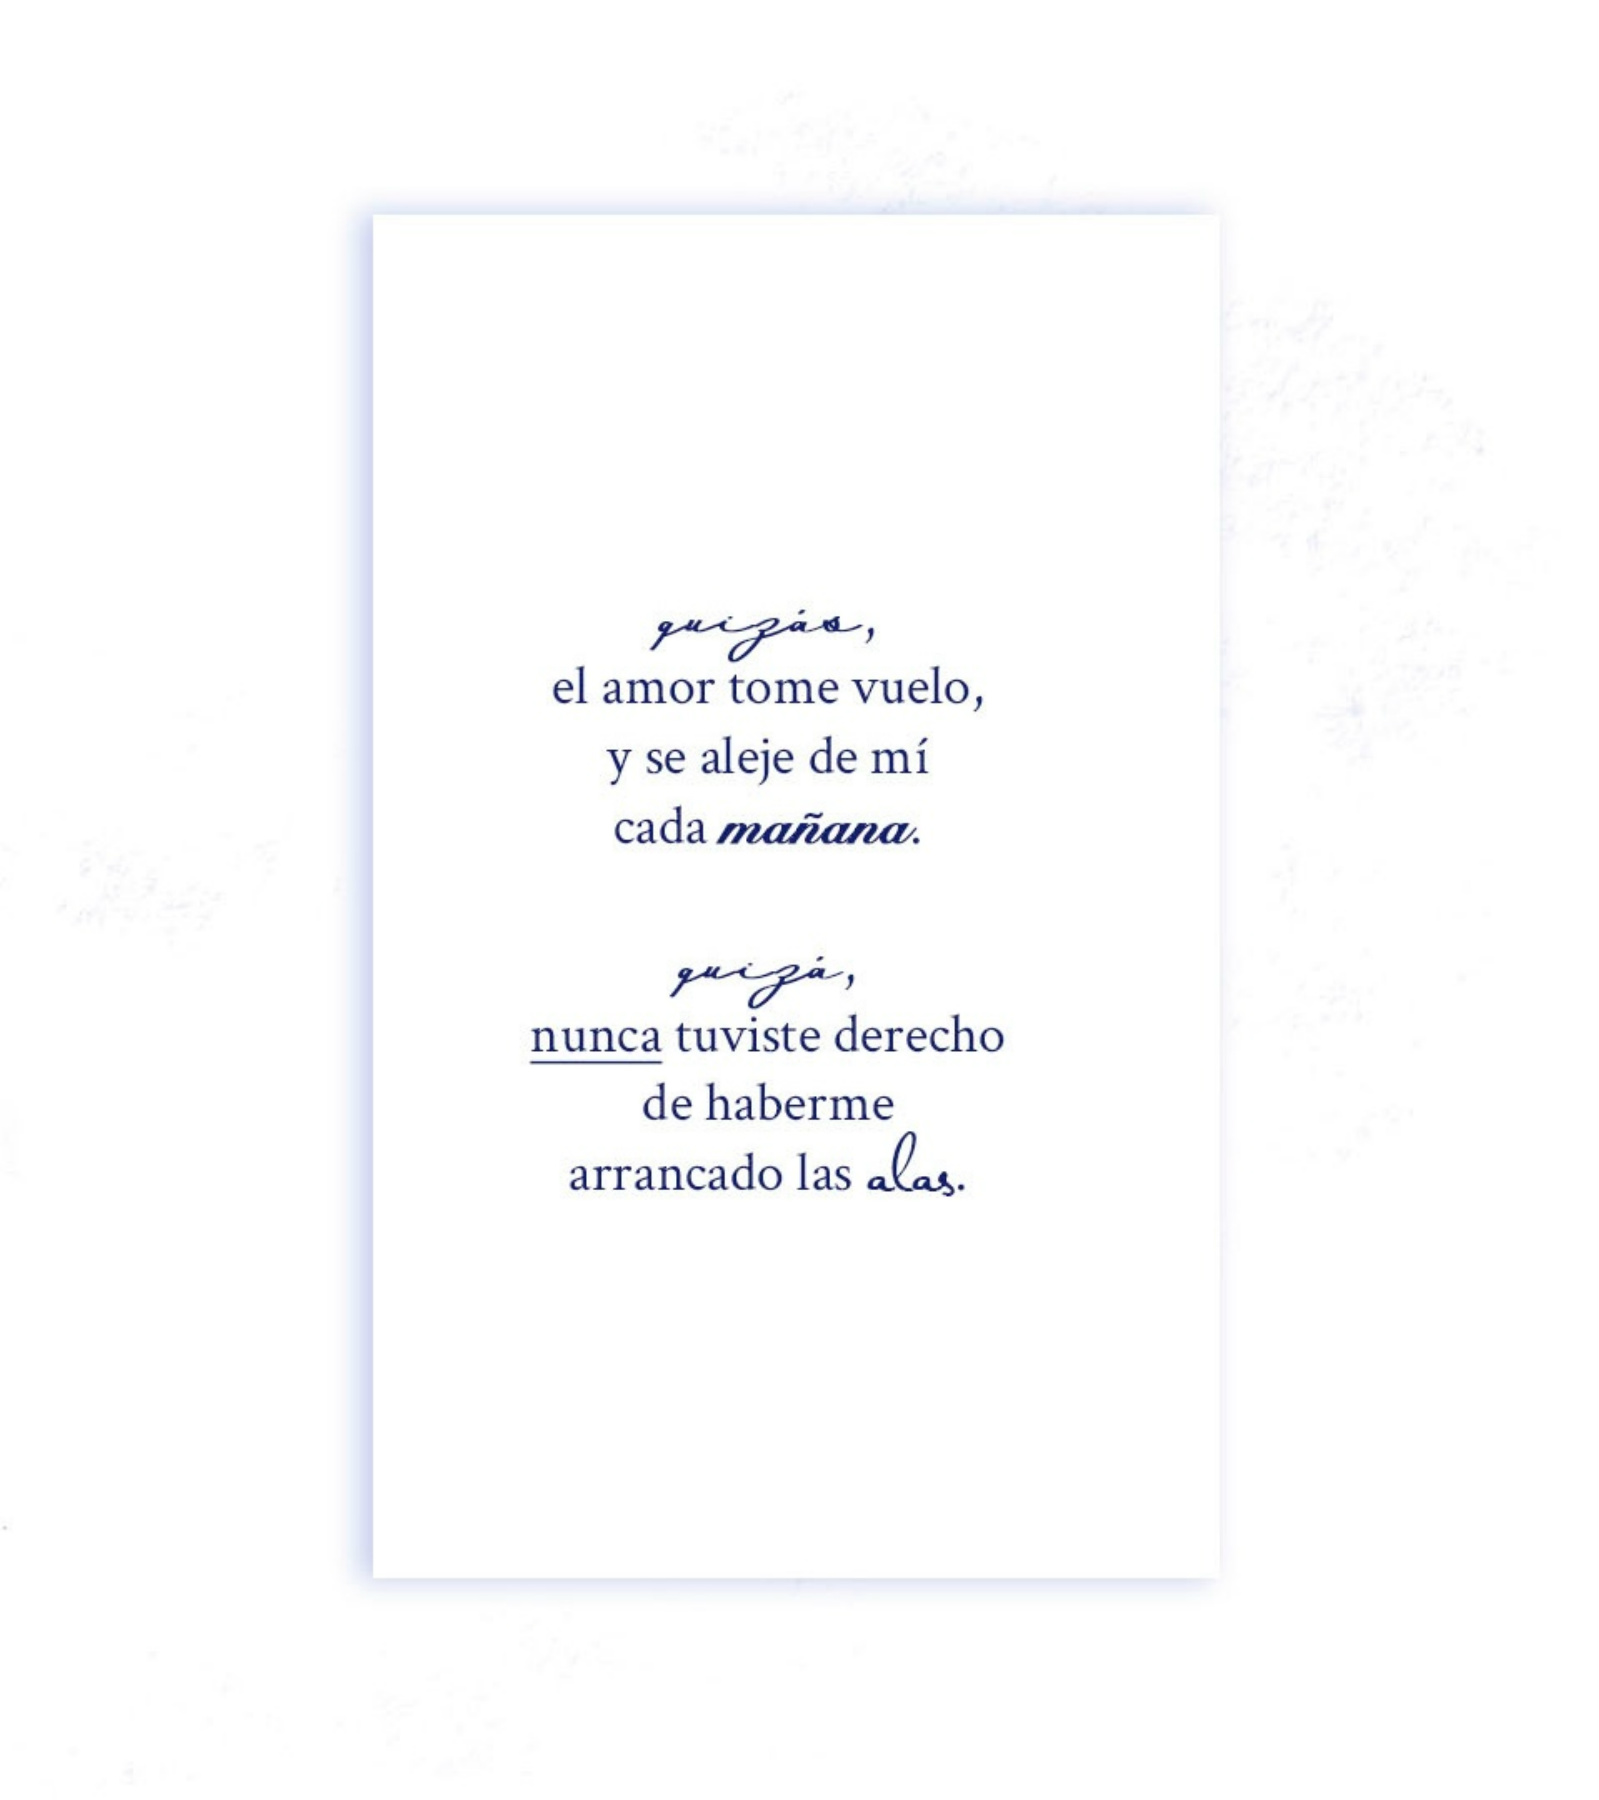 quizás,
el amor tome vuelo,
y se aleje de mí
cada mañana.
quizá,
nunca tuviste derecho
de haberme
arrancado las alas.